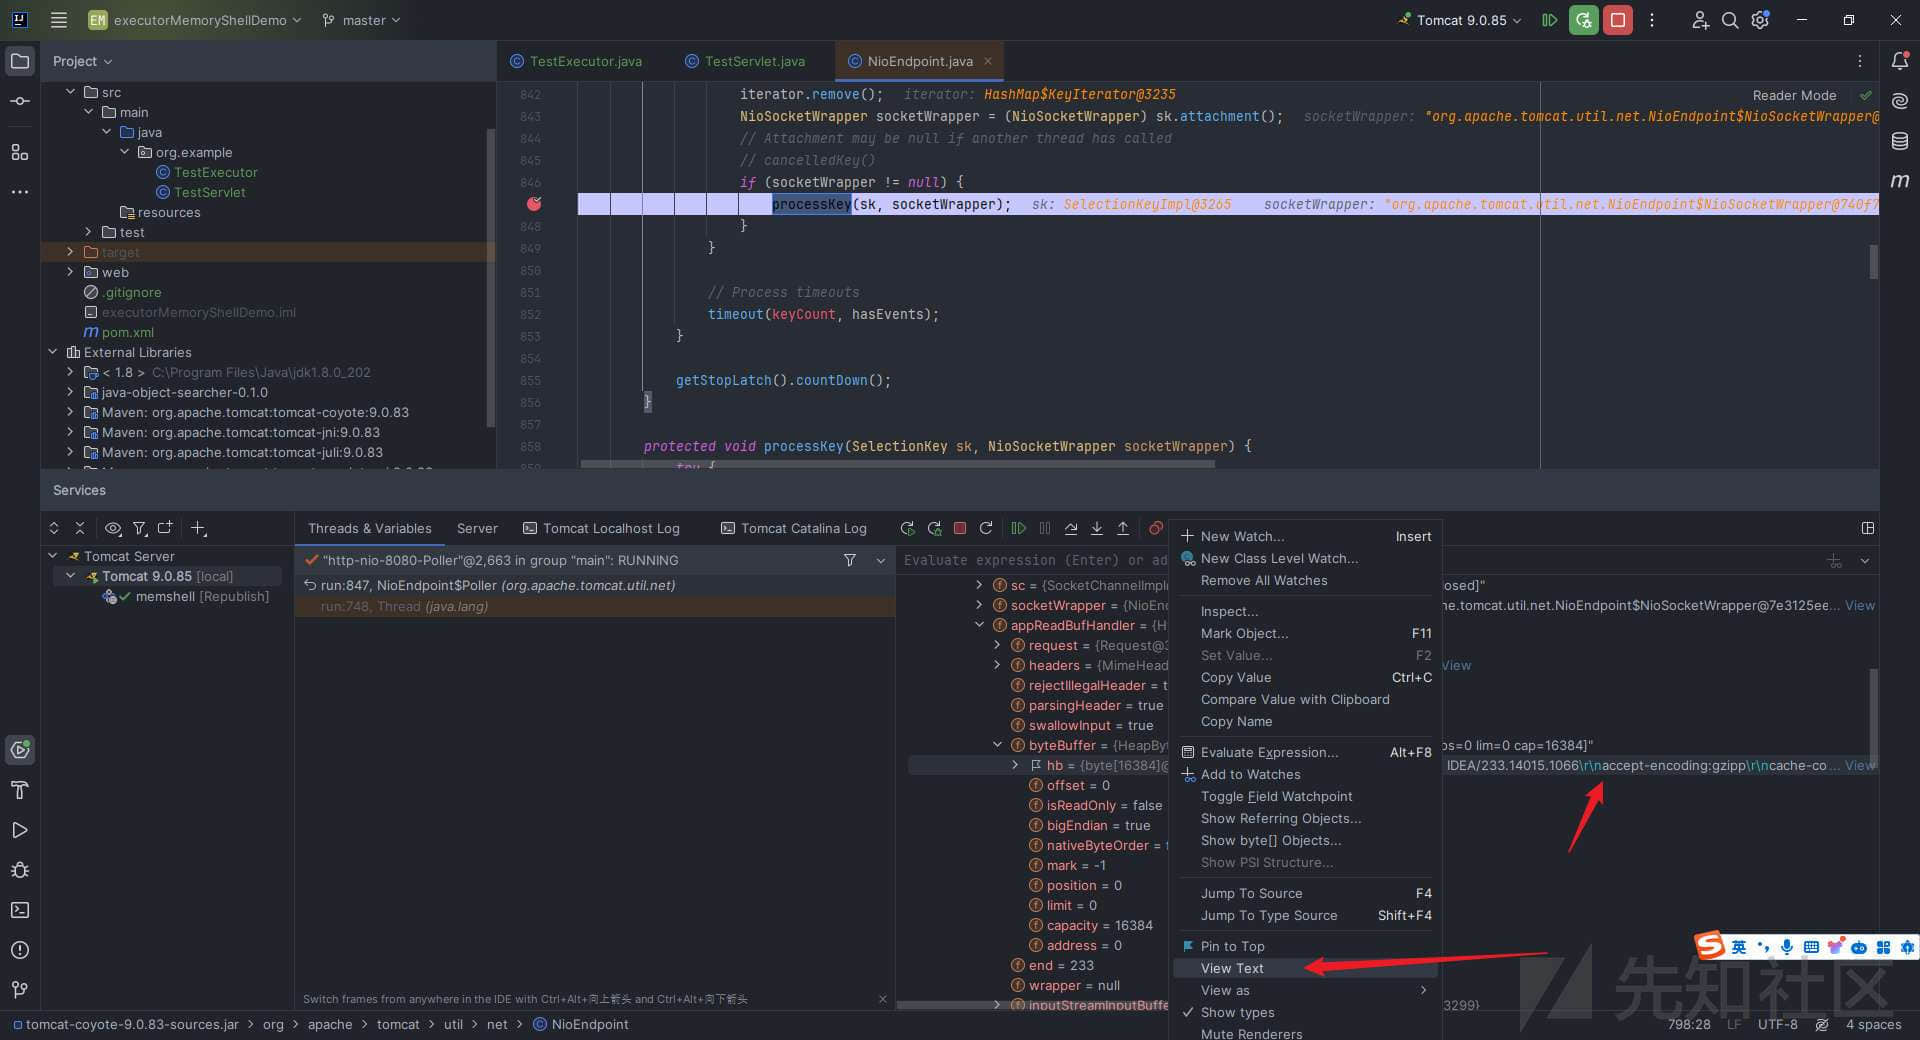 EM executorMemoryShellDemo master Tomcat 9.0.85
Project
src
main
java
org.example
TestExecutor
TestServlet
resources
test
target
web
.gitignore
executorMemoryShellDemo.iml
pom.xml
External Libraries
< 1.8 > C:\Program Files\Java\jdk1.8.0_202
java-object-searcher-0.1.0
Maven: org.apache.tomcat:tomcat-coyote:9.0.83
Maven: org.apache.tomcat:tomcat-jni:9.0.83
Maven: org.apache.tomcat:tomcat-juli:9.0.83
TestExecutor.java TestServlet.java NioEndpoint.java
Reader Mode
842 iterator.remove(); iterator: HashMap$KeyIterator@3235
843 NioSocketWrapper socketWrapper = (NioSocketWrapper) sk.attachment(); socketWrapper: "org.apache.tomcat.util.net.NioEndpoint$NioSocketWrapper@
844 // Attachment may be null if another thread has called
845 // cancelledKey()
846 if (socketWrapper != null) {
processKey(sk, socketWrapper); sk: SelectionKeyImpl@3265 socketWrapper: "org.apache.tomcat.util.net.NioEndpoint$NioSocketWrapper@740f7
848 }
849 }
850
851 // Process timeouts
852 timeout(keyCount, hasEvents);
853 }
854
855 getStopLatch().countDown();
856 }
857
858 protected void processKey(SelectionKey sk, NioSocketWrapper socketWrapper) {
859 try {
Services
Threads & Variables Server Tomcat Localhost Log Tomcat Catalina Log
Tomcat Server
Tomcat 9.0.85 [local]
memshell [Republish]
"http-nio-8080-Poller"@2,663 in group "main": RUNNING
run:847, NioEndpoint$Poller (org.apache.tomcat.util.net)
run:748, Thread (java.lang)
Switch frames from anywhere in the IDE with Ctrl+Alt+向上箭头 and Ctrl+Alt+向下箭头
Evaluate expression (Enter) or ad
sc = {SocketChannelImpl
osed]"
socketWrapper = {NioEnd
he.tomcat.util.net.NioEndpoint$NioSocketWrapper@7e3125ee... View
appReadBufHandler = {H
request = {Request@3
headers = {MimeHead
View
rejectIllegalHeader = t
parsingHeader = true
swallowInput = true
byteBuffer = {HeapByt
os=0 lim=0 cap=16384]"
hb = {byte[16384]@
IDEA/233.14015.1066\r\naccept-encoding:gzipp\r\ncache-co... View
offset = 0
isReadOnly = false
bigEndian = true
nativeByteOrder = f
mark = -1
position = 0
limit = 0
capacity = 16384
address = 0
end = 233
wrapper = null
inputStreamInputBuffe
3299}
New Watch... Insert
New Class Level Watch...
Remove All Watches
Inspect...
Mark Object... F11
Set Value... F2
Copy Value Ctrl+C
Compare Value with Clipboard
Copy Name
Evaluate Expression... Alt+F8
Add to Watches
Toggle Field Watchpoint
Show Referring Objects...
Show byte[] Objects...
Show PSI Structure...
Jump To Source F4
Jump To Type Source Shift+F4
Pin to Top
View Text
View as
Show types
Mute Renderers
英
先知社区
tomcat-coyote-9.0.83-sources.jar > org > apache > tomcat > util > net > NioEndpoint
798:28 LF UTF-8 4 spaces